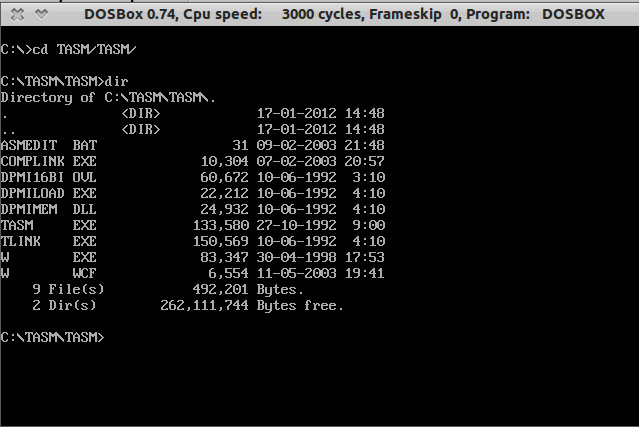 DOSBox 0.74, Cpu speed:    3000 cycles, Frameskip  0, Program:   DOSBOX
C:\>cd TASM/TASM/
C:\TASM\TASM>dir
Directory of C:\TASM\TASM\.
.              <DIR>            17-01-2012 14:48
..             <DIR>            17-01-2012 14:48
ASMEDIT  BAT                 31 09-02-2003 21:48
COMPLINK EXE             10,304 07-02-2003 20:57
DPMI16BI OVL             60,672 10-06-1992  3:10
DPMILOAD EXE             22,212 10-06-1992  4:10
DPMIMEM  DLL             24,932 10-06-1992  4:10
TASM     EXE            133,580 27-10-1992  9:00
TLINK    EXE            150,569 10-06-1992  4:10
W        EXE             83,347 30-04-1998 17:53
W        WCF              6,554 11-05-2003 19:41
    9 File(s)           492,201 Bytes.
    2 Dir(s)        262,111,744 Bytes free.
C:\TASM\TASM>